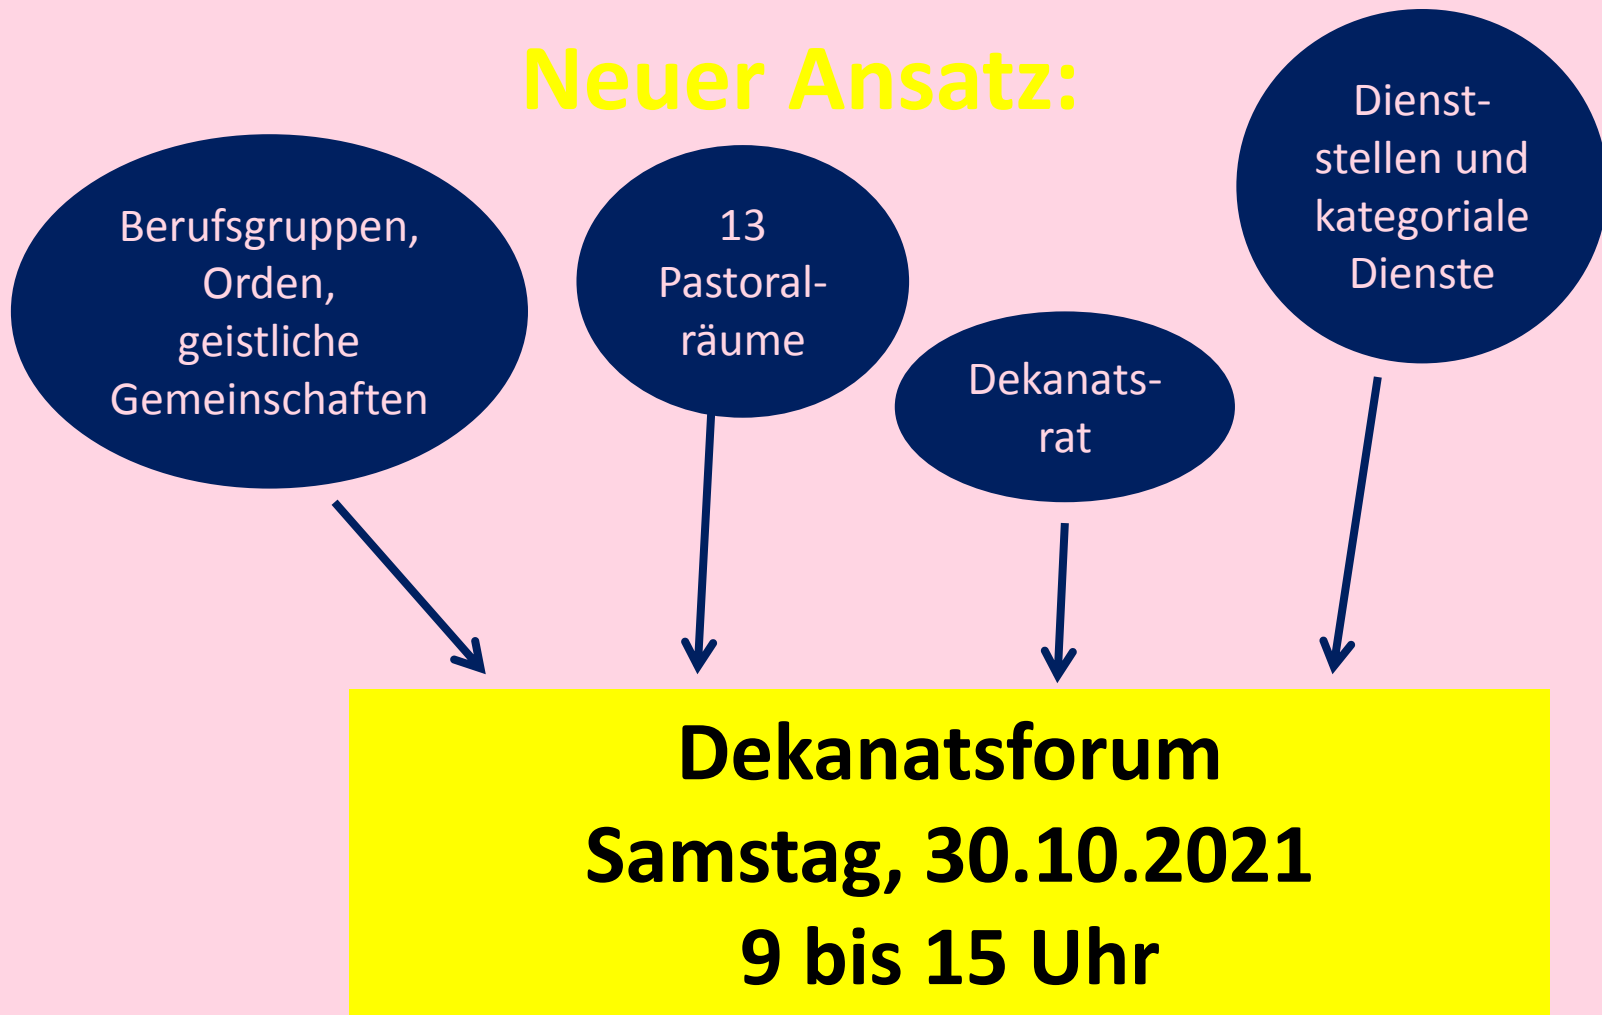 Neuer Ansatz:
Berufsgruppen,
Orden,
geistliche
Gemeinschaften
13
Pastoral-
räume
Dekanats-
rat
Dienst-
stellen und
kategoriale
Dienste
Dekanatsforum
Samstag, 30.10.2021
9 bis 15 Uhr